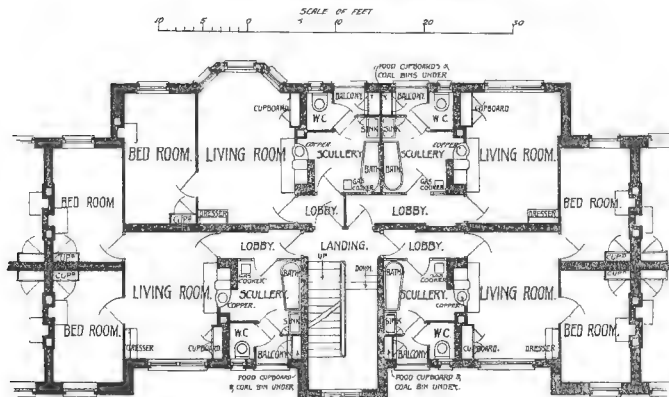 SCALE OF FEET
10 5 0 10 20 30
FOOD CUPBOARDS &
COAL BINS UNDER
BALCONY
BALCONY
CUPBOARD
W.C
W.C
CUPBOARD
SINK
SINK
COPPER
COPPER
BED ROOM.
LIVING ROOM
SCULLERY
SCULLERY
LIVING ROOM.
BATH
BATH
GAS
COOKER
GAS
COOKER
BED ROOM
BED ROOM.
CUPD
DRESSER
LOBBY
LOBBY.
DRESSER
LOBBY.
LANDING.
LOBBY.
UP
DOWN.
CUPD
CUPD
GAS
COOKER
BATH
BATH
GAS
COOKER
LIVING ROOM.
SCULLERY.
SCULLERY.
LIVING ROOM
COPPER.
COPPER.
BED ROOM.
SINK
SINK
BED ROOM.
DRESSER
CUPBOARD
W.C
W.C
CUPBOARD.
DRESSER
BALCONY
BALCONY
FOOD CUPBOARD
& COAL BIN UNDER
FOOD CUPBOARD &
COAL BIN UNDER